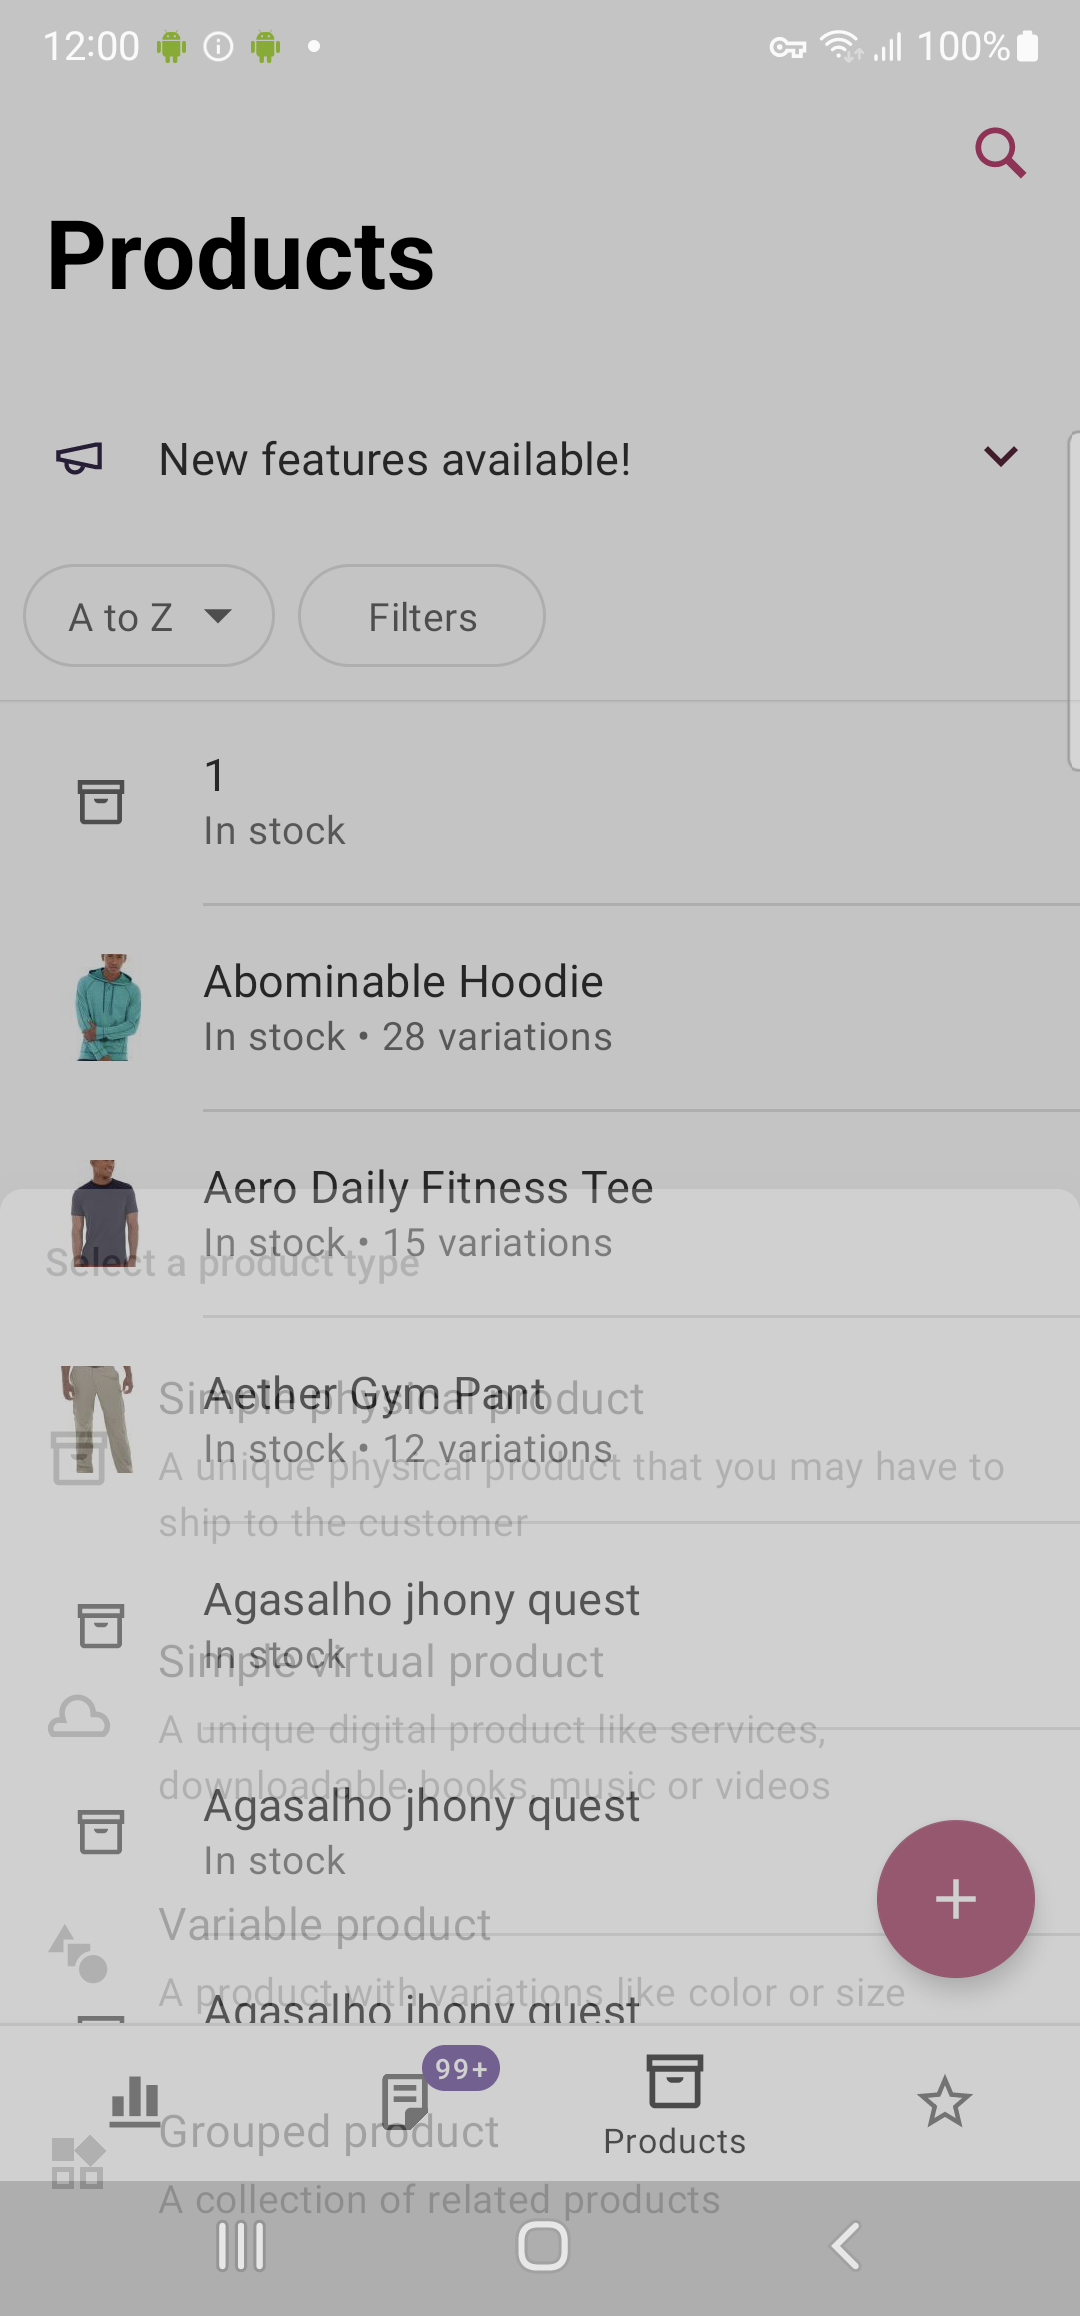 12:00
100%
Products
New features available!
A to Z
Filters
1
In stock
Abominable Hoodie
In stock • 28 variations
Aero Daily Fitness Tee
In stock • 15 variations
Select a product type
Aether Gym Pant
Simple physical product
In stock • 12 variations
A unique physical product that you may have to
ship to the customer
Agasalho jhony quest
In stock
Simple virtual product
A unique digital product like services,
downloadable books, music or videos
Agasalho jhony quest
In stock
Variable product
A product with variations like color or size
Agasalho jhony quest
99+
Products
Grouped product
A collection of related products